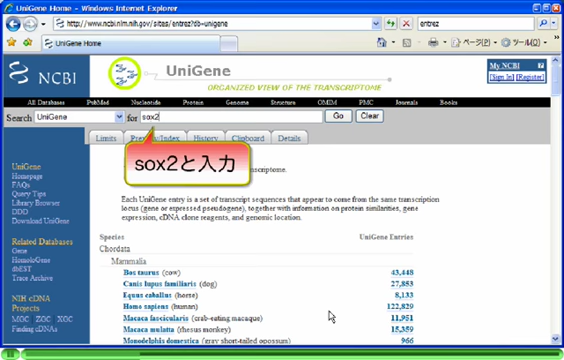 UniGene Home - Windows Internet Explorer
http://www.ncbi.nlm.nih.gov/sites/entrez?db=unigene
entrez
UniGene Home
ページ(P)
ツール(O)
NCBI
UniGene
ORGANIZED VIEW OF THE TRANSCRIPTOME
My NCBI
[Sign In] [Register]
All Databases PubMed Nucleotide Protein Genome Structure OMIM PMC Journals Books
Search UniGene for sox2 Go Clear
Limits Preview/Index History Clipboard Details
sox2と入力
Each UniGene entry is a set of transcript sequences that appear to come from the same transcription
locus (gene or expressed pseudogene), together with information on protein similarities, gene
expression, cDNA clone reagents, and genomic location.
UniGene
Homepage
FAQs
Query Tips
Library Browser
DDD
Download UniGene
Related Databases
Gene
HomoloGene
dbEST
Trace Archive
NIH cDNA
Projects
MGC ZGC XGC
Finding cDNAs
Species UniGene Entries
Chordata
Mammalia
Bos taurus (cow) 43,448
Canis lupus familiaris (dog) 27,853
Equus caballus (horse) 8,133
Homo sapiens (human) 122,829
Macaca fascicularis (crab-eating macaque) 11,951
Macaca mulatta (rhesus monkey) 15,359
Monodelphis domestica (gray short-tailed opossum) 966